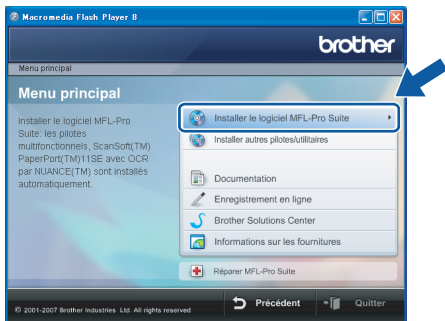 Macromedia Flash Player 8
brother
Menu principal
Menu principal
Installer le logiciel MFL-Pro
Suite: les pilotes
multifonctionnels, ScanSoft(TM)
PaperPort(TM)11SE avec OCR
par NUANCE(TM) sont installés
automatiquement.
Installer le logiciel MFL-Pro Suite
Installer autres pilotes/utilitaires
Documentation
Enregistrement en ligne
Brother Solutions Center
Informations sur les fournitures
Réparer MFL-Pro Suite
© 2001-2007 Brother Industries Ltd All rights reserved
Précédent
Quitter